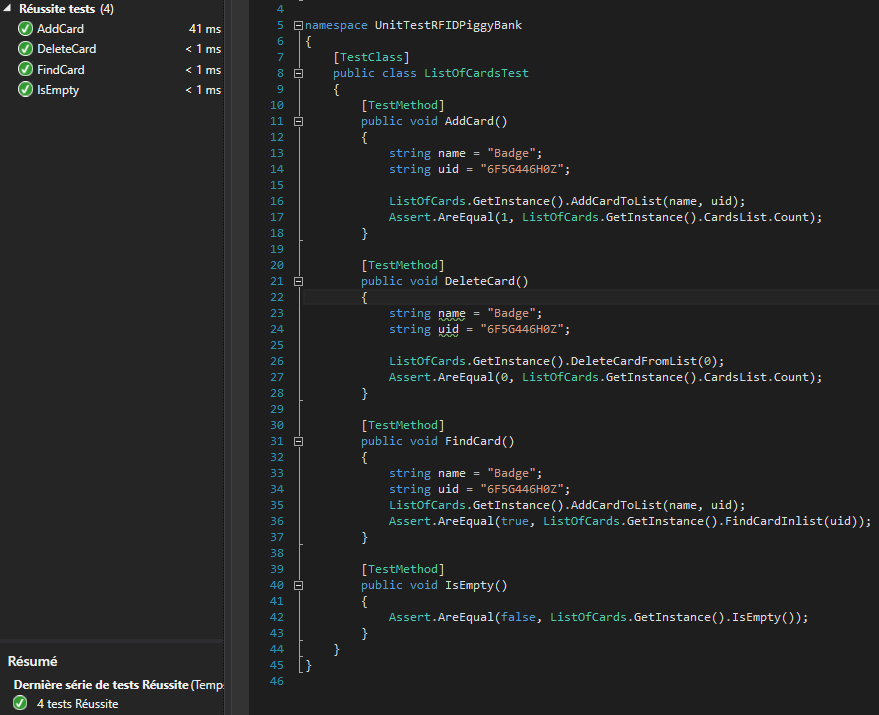 Réussite tests (4)
AddCard 41 ms
DeleteCard < 1 ms
FindCard < 1 ms
IsEmpty < 1 ms
Résumé
Dernière série de tests Réussite (Temps
4 tests Réussite
4
5 namespace UnitTestRFIDPiggyBank
6 {
7 [TestClass]
8 public class ListOfCardsTest
9 {
10 [TestMethod]
11 public void AddCard()
12 {
13 string name = "Badge";
14 string uid = "6F5G446H0Z";
15
16 ListOfCards.GetInstance().AddCardToList(name, uid);
17 Assert.AreEqual(1, ListOfCards.GetInstance().CardsList.Count);
18 }
19
20 [TestMethod]
21 public void DeleteCard()
22 {
23 string name = "Badge";
24 string uid = "6F5G446H0Z";
25
26 ListOfCards.GetInstance().DeleteCardFromList(0);
27 Assert.AreEqual(0, ListOfCards.GetInstance().CardsList.Count);
28 }
29
30 [TestMethod]
31 public void FindCard()
32 {
33 string name = "Badge";
34 string uid = "6F5G446H0Z";
35 ListOfCards.GetInstance().AddCardToList(name, uid);
36 Assert.AreEqual(true, ListOfCards.GetInstance().FindCardInlist(uid));
37 }
38
39 [TestMethod]
40 public void IsEmpty()
41 {
42 Assert.AreEqual(false, ListOfCards.GetInstance().IsEmpty());
43 }
44 }
45 }
46